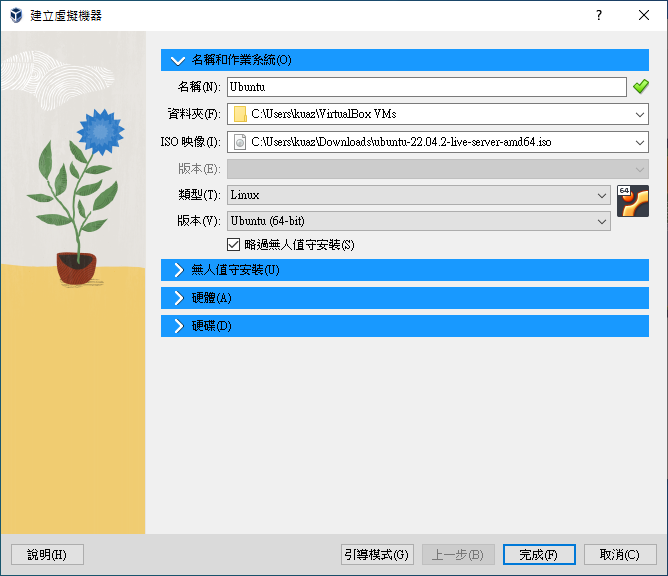 建立虛擬機器
?
名稱和作業系統(O)
名稱(N): Ubuntu
資料夾(F): C:\Users\kuaz\VirtualBox VMs
ISO 映像(I): C:\Users\kuaz\Downloads\ubuntu-22.04.2-live-server-amd64.iso
版本(E):
類型(T): Linux
64
版本(V): Ubuntu (64-bit)
略過無人值守安裝(S)
無人值守安裝(U)
硬體(A)
硬碟(D)
說明(H) 引導模式(G) 上一步(B) 完成(F) 取消(C)